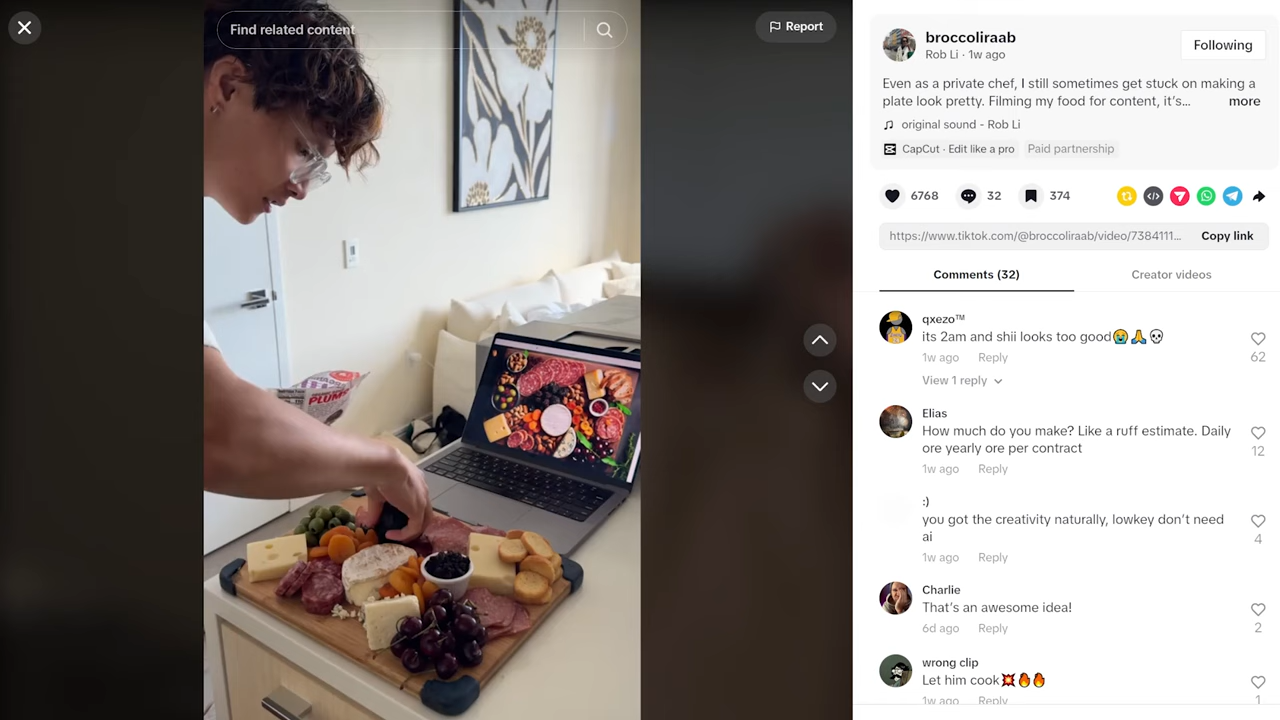 Find related content
Report
PLUM
broccoliraab
Rob Li · 1w ago
Following
Even as a private chef, I still sometimes get stuck on making a
plate look pretty. Filming my food for content, it’s... more
original sound - Rob Li
CapCut · Edit like a pro
Paid partnership
6768
32
374
https://www.tiktok.com/@broccoliraab/video/7384111...
Copy link
Comments (32)
Creator videos
qxezo™
its 2am and shii looks too good😭🙏💀
1w ago Reply
62
View 1 reply
Elias
How much do you make? Like a ruff estimate. Daily
ore yearly ore per contract
12
1w ago Reply
:)
you got the creativity naturally, lowkey don’t need
ai
4
1w ago Reply
Charlie
That’s an awesome idea!
2
6d ago Reply
wrong clip
Let him cook💥🔥🔥
1w ago Reply
1